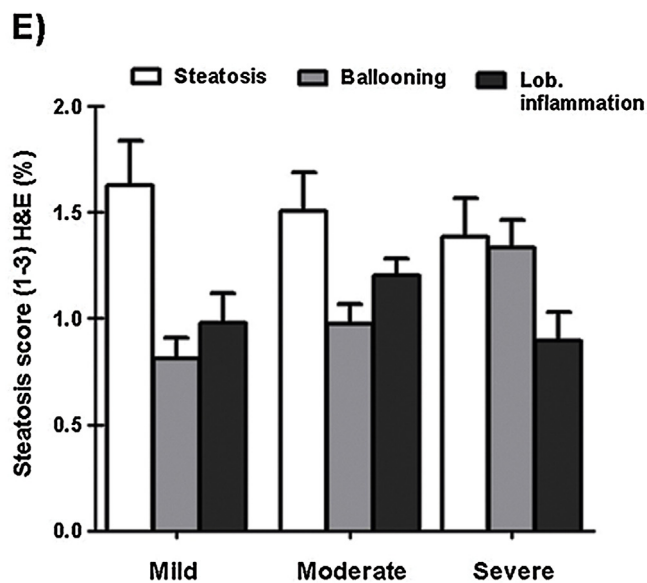 E)
Steatosis
Ballooning
Lob.
inflammation
Steatosis score (1-3) H&E (%)
2.0
1.5
1.0
0.5
0.0
Mild
Moderate
Severe